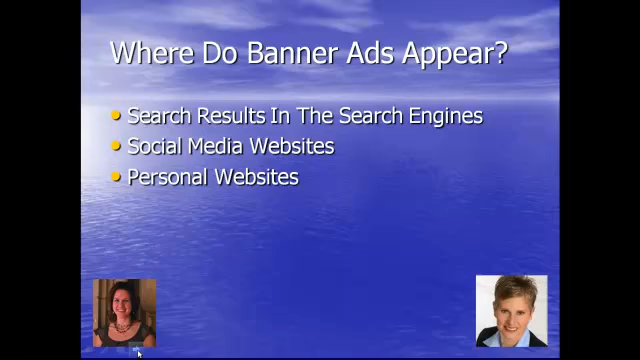 Where Do Banner Ads Appear?
Search Results In The Search Engines
Social Media Websites
Personal Websites